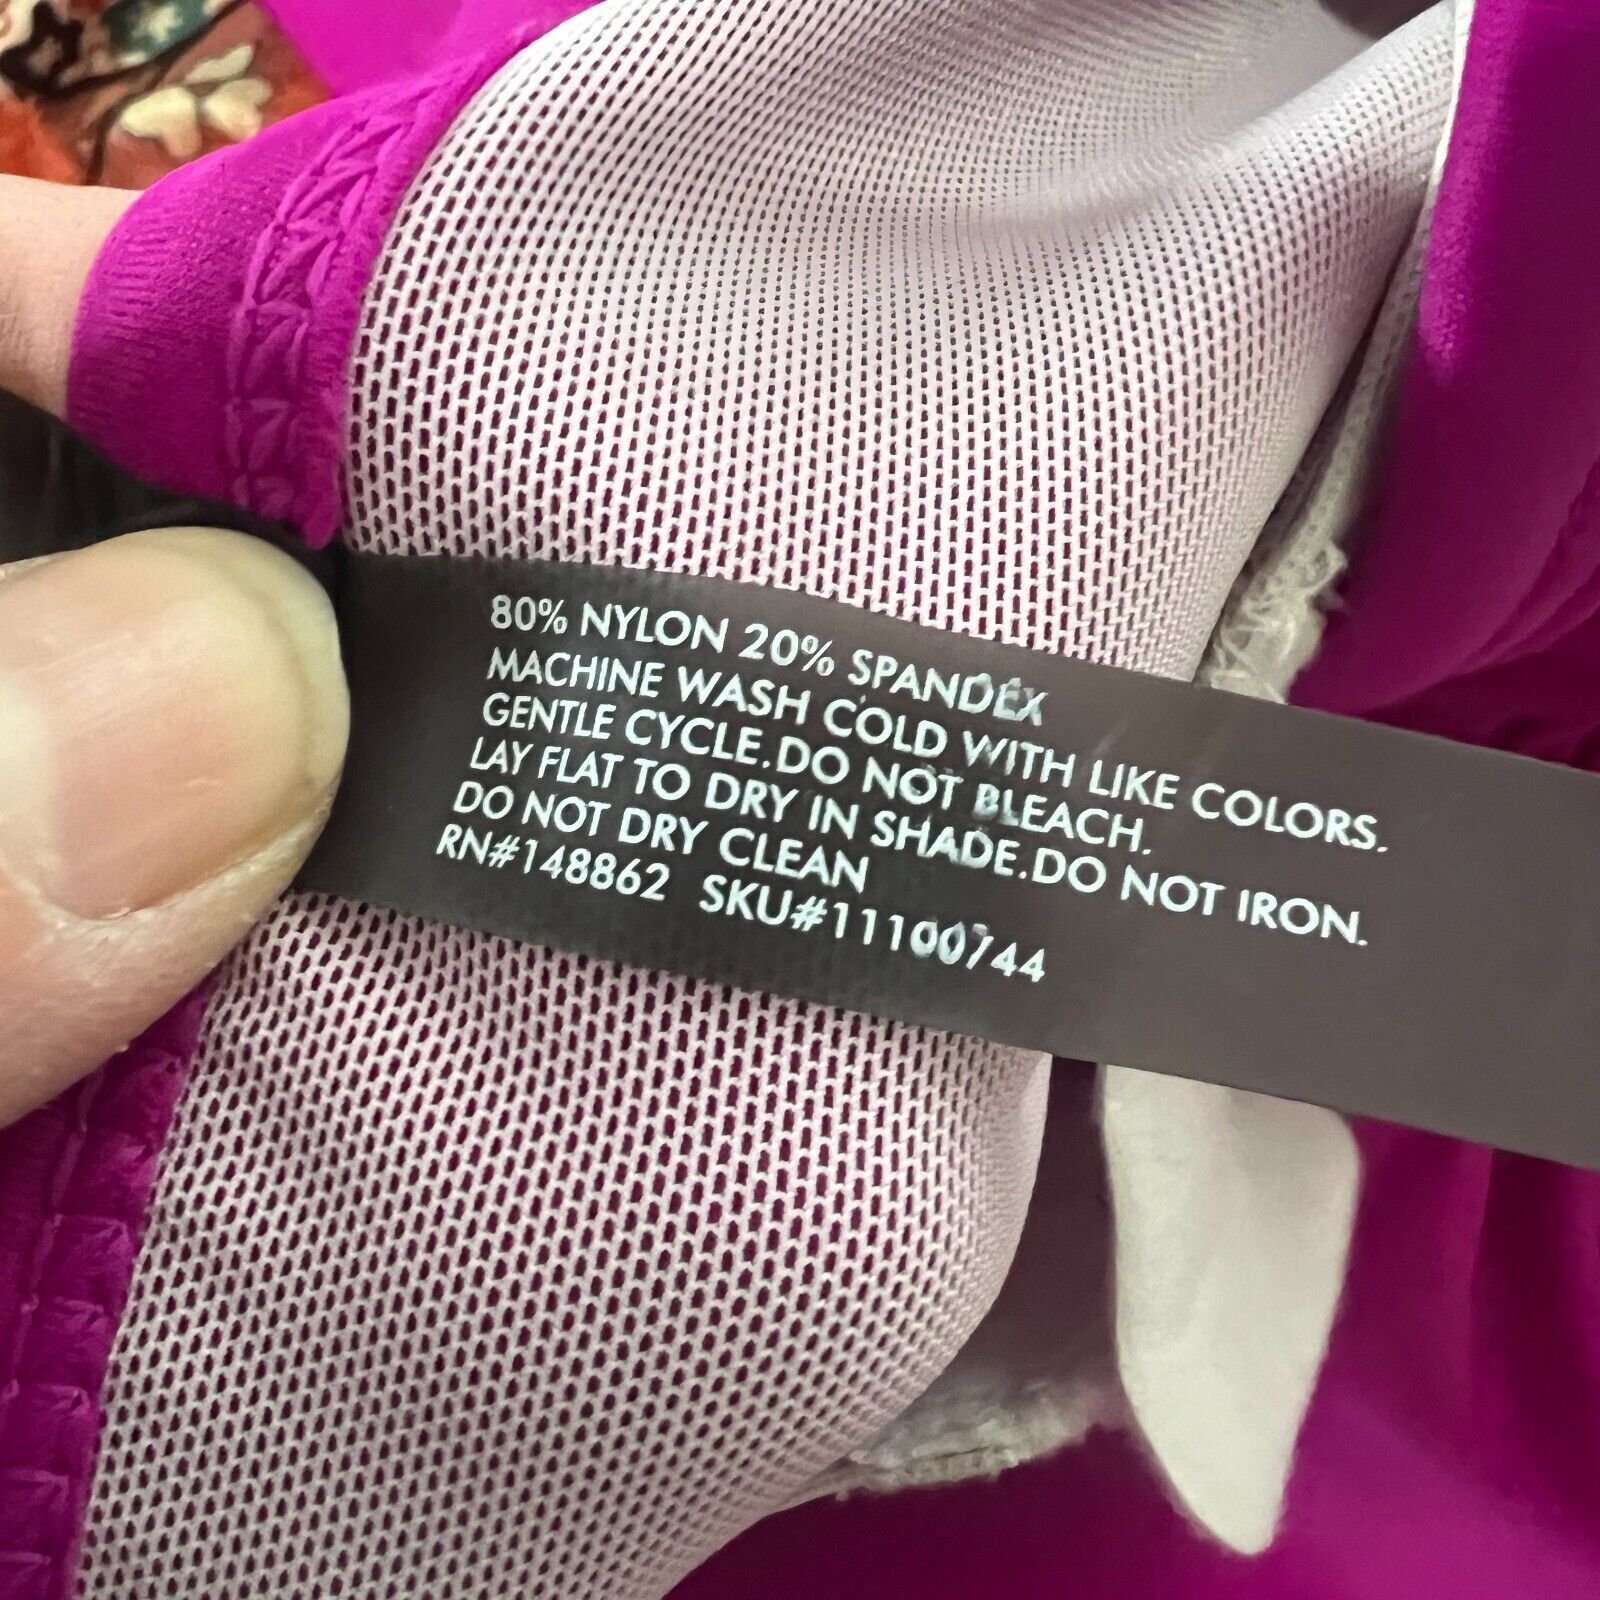 80% NYLON 20% SPANDEX
MACHINE WASH COLD WITH LIKE COLORS.
GENTLE CYCLE.DO NOT BLEACH.
LAY FLAT TO DRY IN SHADE.DO NOT IRON.
DO NOT DRY CLEAN
RN#148862 SKU#11100744